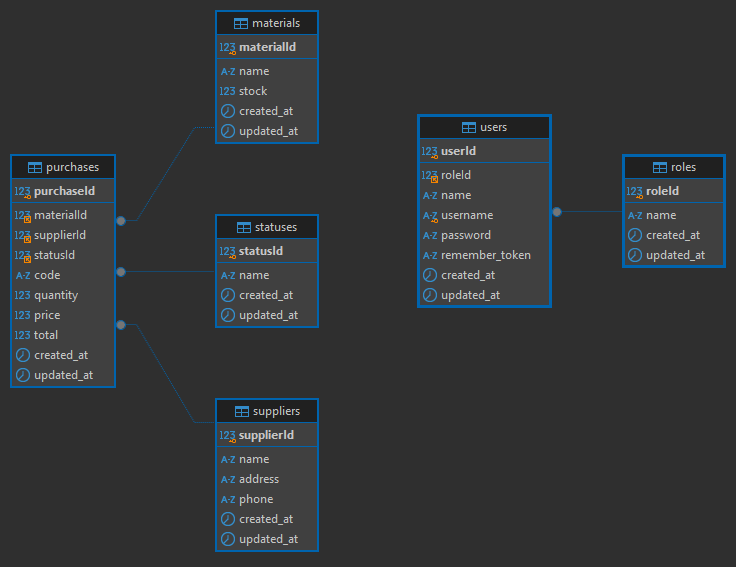 materials
123 materialId
A-Z name
123 stock
created_at
updated_at
purchases
123 purchaseId
123 materialId
123 supplierId
123 statusId
A-Z code
123 quantity
123 price
123 total
created_at
updated_at
statuses
123 statusId
A-Z name
created_at
updated_at
suppliers
123 supplierId
A-Z name
A-Z address
A-Z phone
created_at
updated_at
users
123 userId
123 roleId
A-Z name
A-Z username
A-Z password
A-Z remember_token
created_at
updated_at
roles
123 roleId
A-Z name
created_at
updated_at